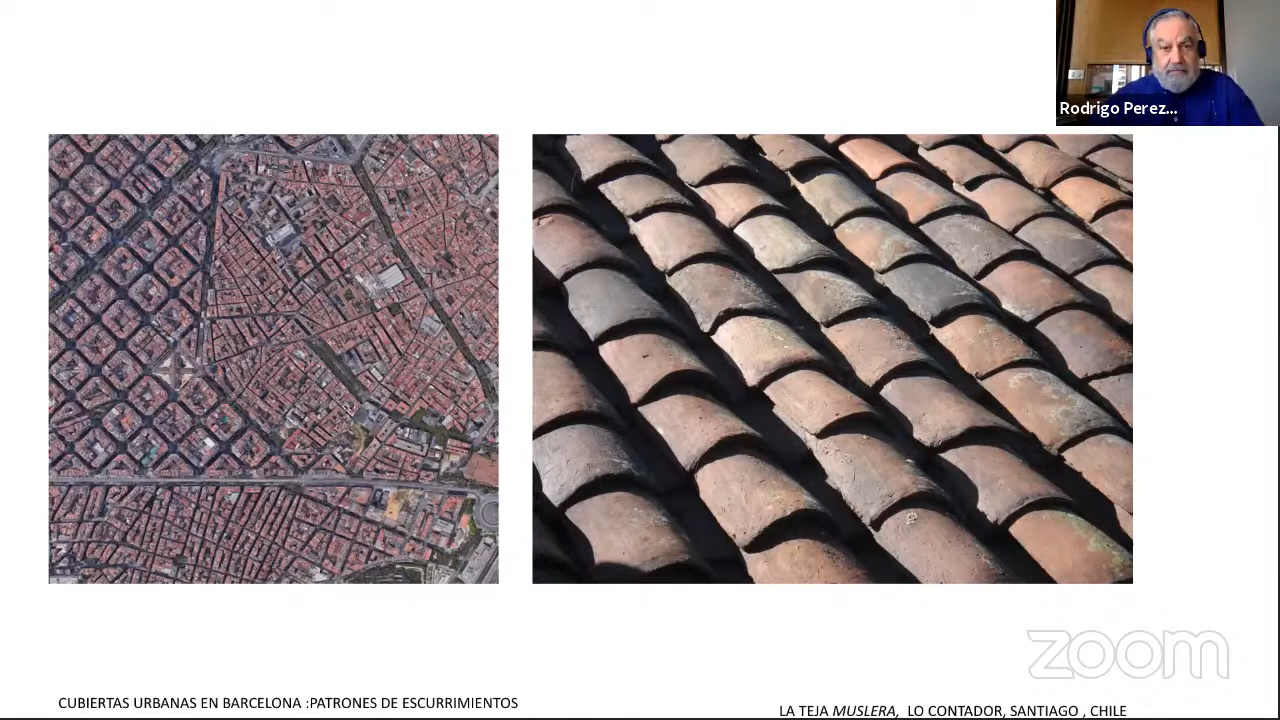 Rodrigo Perez...
zoom
CUBIERTAS URBANAS EN BARCELONA :PATRONES DE ESCURRIMIENTOS
LA TEJA MUSLERA, LO CONTADOR, SANTIAGO , CHILE